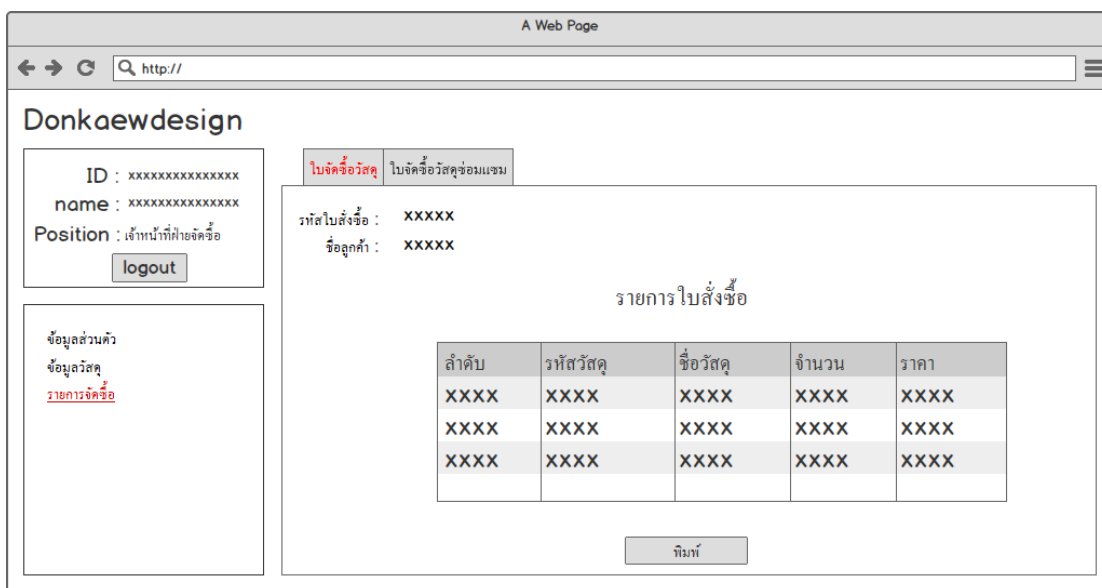 A Web Page
http://
Donkaewdesign
ID : xxxxxxxxxxxxxxx
name : xxxxxxxxxxxxxxx
Position : เจ้าหน้าที่ฝ่ายจัดซื้อ
logout
ข้อมูลส่วนตัว
ข้อมูลวัสดุ
รายการจัดซื้อ
ใบจัดซื้อวัสดุ ใบจัดซื้อวัสดุซ่อมแซม
รหัสใบสั่งซื้อ : xxxxx
ชื่อลูกค้า : xxxxx
รายการใบสั่งซื้อ
ลำดับ รหัสวัสดุ ชื่อวัสดุ จำนวน ราคา
XXXX XXXX XXXX XXXX XXXX
XXXX XXXX XXXX XXXX XXXX
XXXX XXXX XXXX XXXX XXXX
พิมพ์